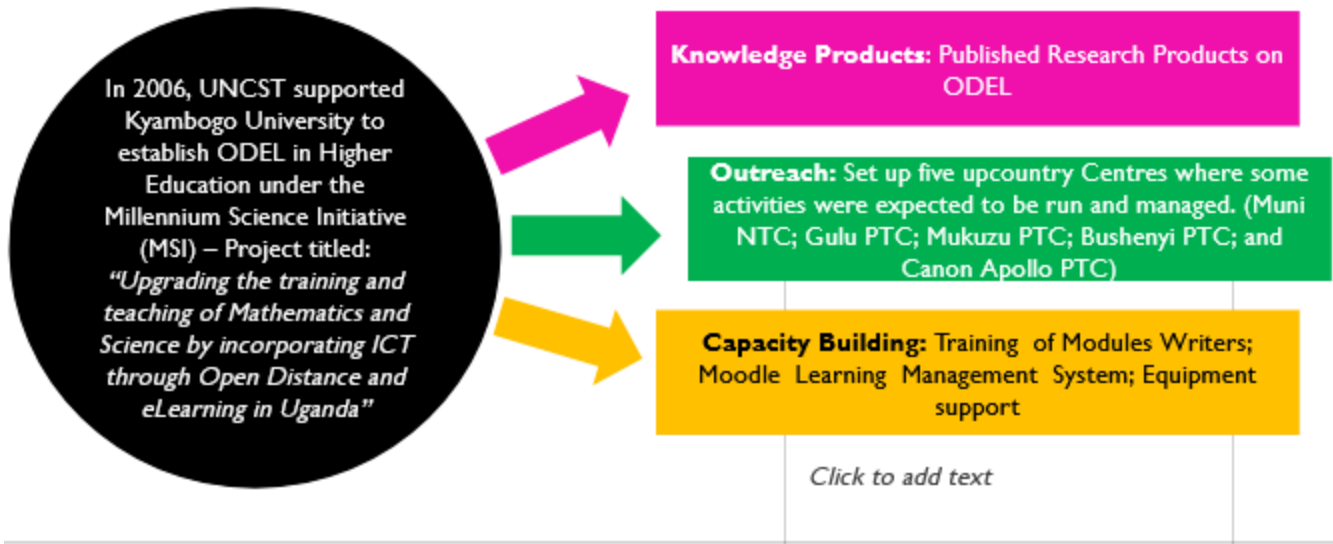 In 2006, UNCST supported
Kyambogo University to
establish ODEL in Higher
Education under the
Millennium Science Initiative
(MSI) – Project titled:
“Upgrading the training and
teaching of Mathematics and
Science by incorporating ICT
through Open Distance and
eLearning in Uganda”
Knowledge Products: Published Research Products on
ODEL
Outreach: Set up five upcountry Centres where some
activities were expected to be run and managed. (Muni
NTC; Gulu PTC; Mukuzu PTC; Bushenyi PTC; and
Canon Apollo PTC)
Capacity Building: Training of Modules Writers;
Moodle Learning Management System; Equipment
support
Click to add text